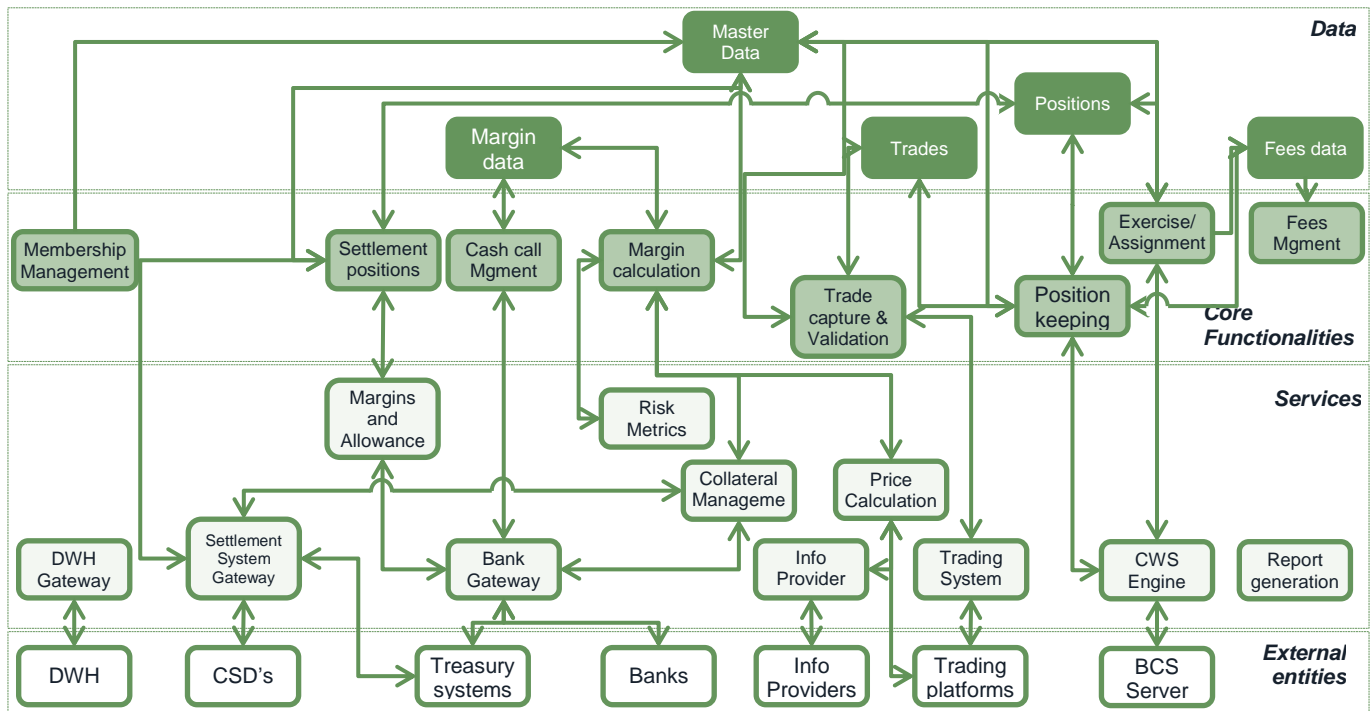 Master
Data
Data
Positions
Margin
data
Trades
Fees data
Membership
Management
Settlement
positions
Cash call
Mgment
Margin
calculation
Exercise/
Assignment
Fees
Mgment
Trade
capture &
Validation
Position
keeping
Core
Functionalities
Margins
and
Allowance
Risk
Metrics
Services
Collateral
Manageme
Price
Calculation
DWH
Gateway
Settlement
System
Gateway
Bank
Gateway
Info
Provider
Trading
System
CWS
Engine
Report
generation
DWH
CSD's
Treasury
systems
Banks
Info
Providers
Trading
platforms
BCS
Server
External
entities